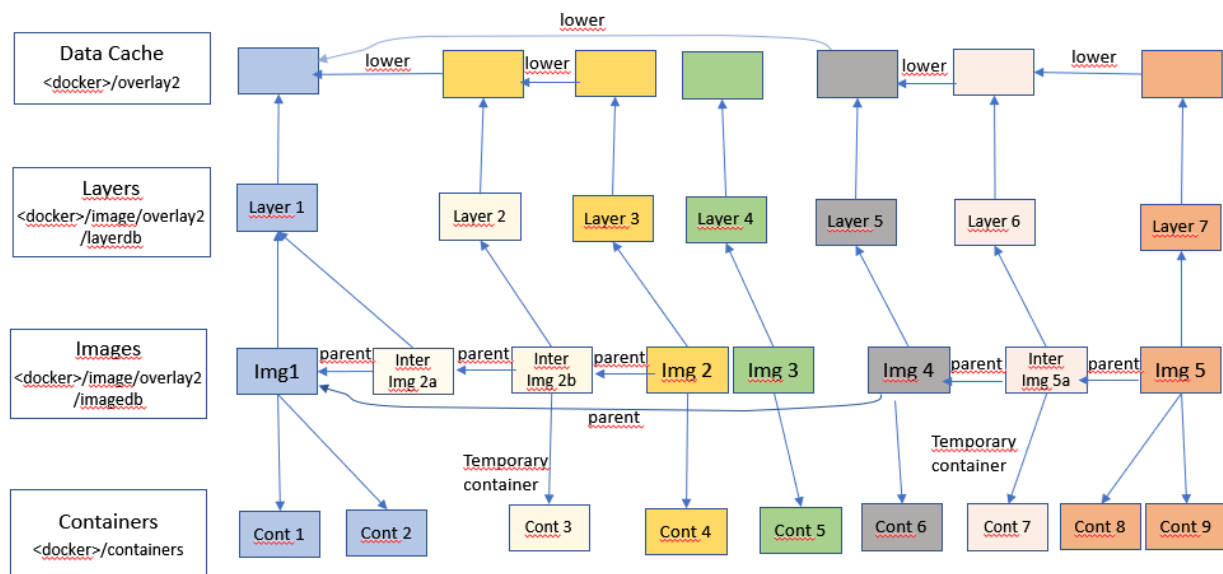 lower
Data Cache
<docker>/overlay2
lower
lower
lower
lower
Layers
<docker>/image/overlay2
/layerdb
Layer 1
Layer 2
Layer 3
Layer 4
Layer 5
Layer 6
Layer 7
Images
<docker>/image/overlay2
/imagedb
Img1
parent
Inter
Img 2a
parent
Inter
Img 2b
parent
Img 2
Img 3
Img 4
parent
Inter
Img 5a
parent
Img 5
parent
Temporary
container
Temporary
container
Containers
<docker>/containers
Cont 1
Cont 2
Cont 3
Cont 4
Cont 5
Cont 6
Cont 7
Cont 8
Cont 9